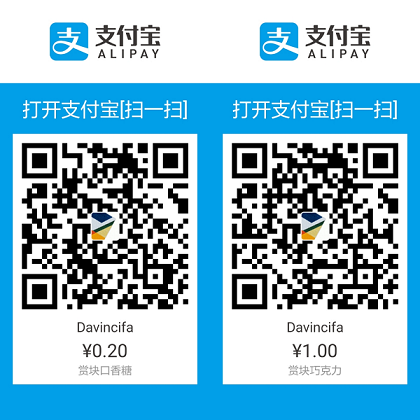 支 支付宝
ALIPAY
打开支付宝[扫一扫]
Davincifa
¥0.20
赏块口香糖
支 支付宝
ALIPAY
打开支付宝[扫一扫]
Davincifa
¥1.00
赏块巧克力